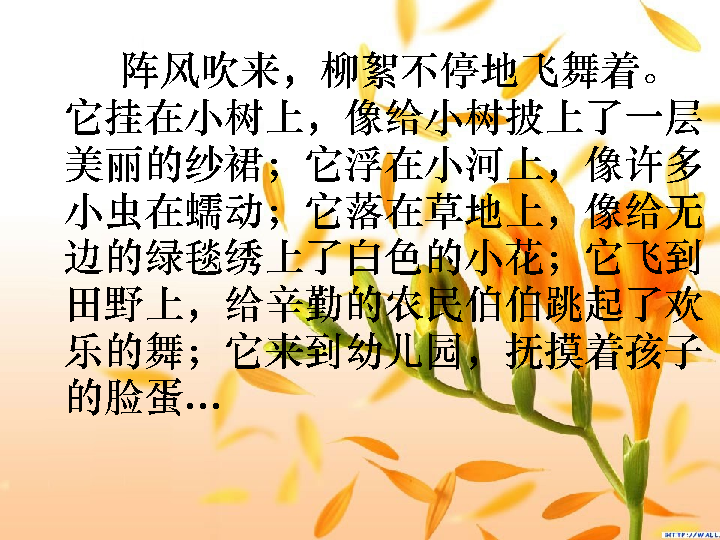 阵风吹来，柳絮不停地飞舞着。
它挂在小树上，像给小树披上了一层
美丽的纱裙；它浮在小河上，像许多
小虫在蠕动；它落在草地上，像给无
边的绿毯绣上了白色的小花；它飞到
田野上，给辛勤的农民伯伯跳起了欢
乐的舞；它来到幼儿园，抚摸着孩子
的脸蛋...
HTTP://WALL